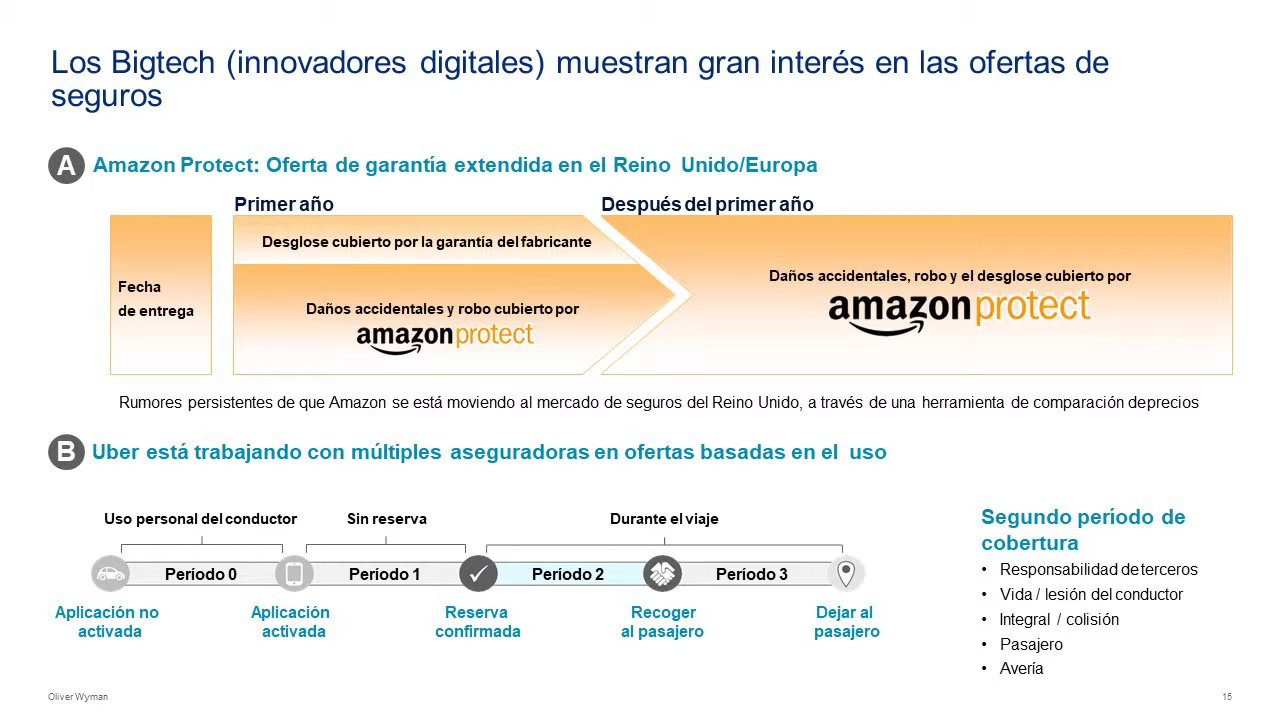 Los Bigtech (innovadores digitales) muestran gran interés en las ofertas de
seguros
A Amazon Protect: Oferta de garantía extendida en el Reino Unido/Europa
Primer año
Después del primer año
Fecha
de entrega
Desglose cubierto por la garantía del fabricante
Daños accidentales y robo cubierto por
amazonprotect
Daños accidentales, robo y el desglose cubierto por
amazonprotect
Rumores persistentes de que Amazon se está moviendo al mercado de seguros del Reino Unido, a través de una herramienta de comparación deprecios
B Uber está trabajando con múltiples aseguradoras en ofertas basadas en el uso
Uso personal del conductor
Sin reserva
Durante el viaje
Período 0
Período 1
Período 2
Período 3
Aplicación no
activada
Aplicación
activada
Reserva
confirmada
Recoger
al pasajero
Dejar al
pasajero
Segundo período de
cobertura
• Responsabilidad deterceros
• Vida / lesión del conductor
• Integral / colisión
• Pasajero
• Avería
Oliver Wyman
15